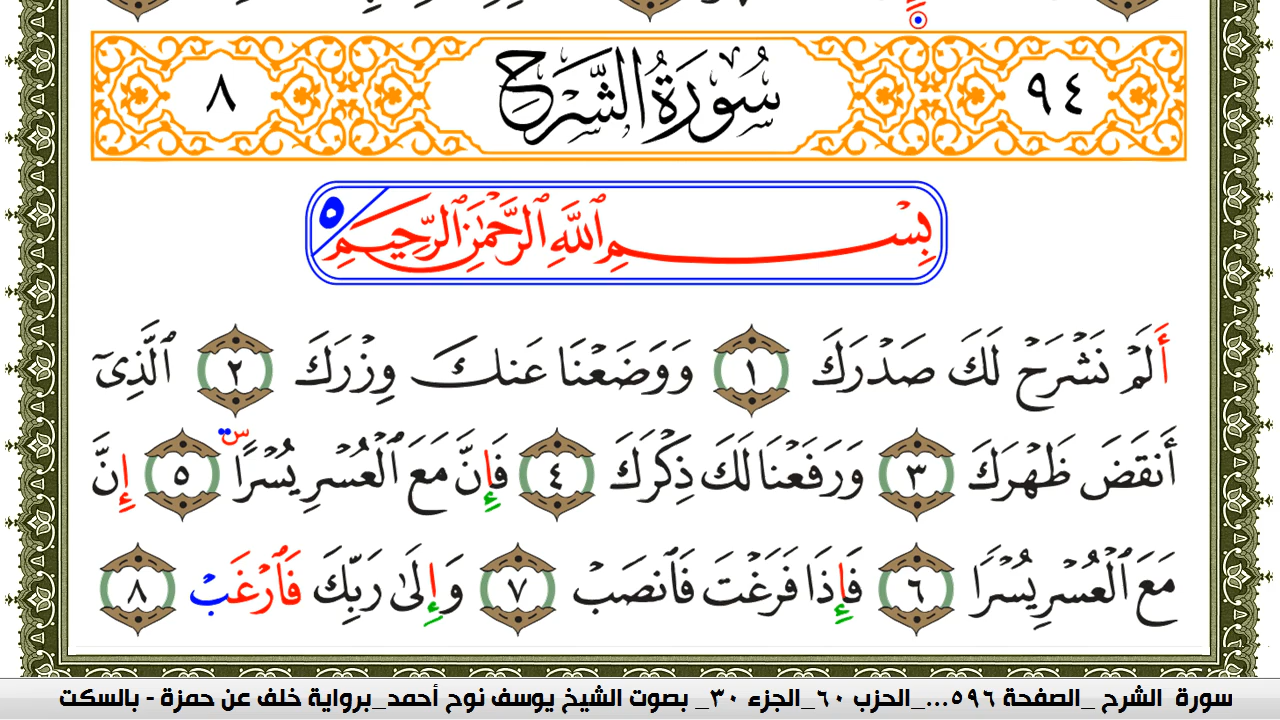 ٩٤ سُورَةُ الشَّرْحِ ٨
بِسْمِ ٱللَّهِ ٱلرَّحْمَٰنِ ٱلرَّحِيمِ ٥
أَلَمْ نَشْرَحْ لَكَ صَدْرَكَ ١ وَوَضَعْنَا عَنكَ وِزْرَكَ ٢ ٱلَّذِىٓ
أَنقَضَ ظَهْرَكَ ٣ وَرَفَعْنَا لَكَ ذِكْرَكَ ٤ فَإِنَّ مَعَ ٱلْعُسْرِ يُسْرًا س ٥ إِنَّ
مَعَ ٱلْعُسْرِ يُسْرًا ٦ فَإِذَا فَرَغْتَ فَٱنصَبْ ٧ وَإِلَىٰ رَبِّكَ فَٱرْغَبْ ٨
سورة الشرح _الصفحة ٥٩٦..._الحزب ٦٠_الجزء ٣٠_ بصوت الشيخ يوسف نوح أحمد_برواية خلف عن حمزة - بالسكت